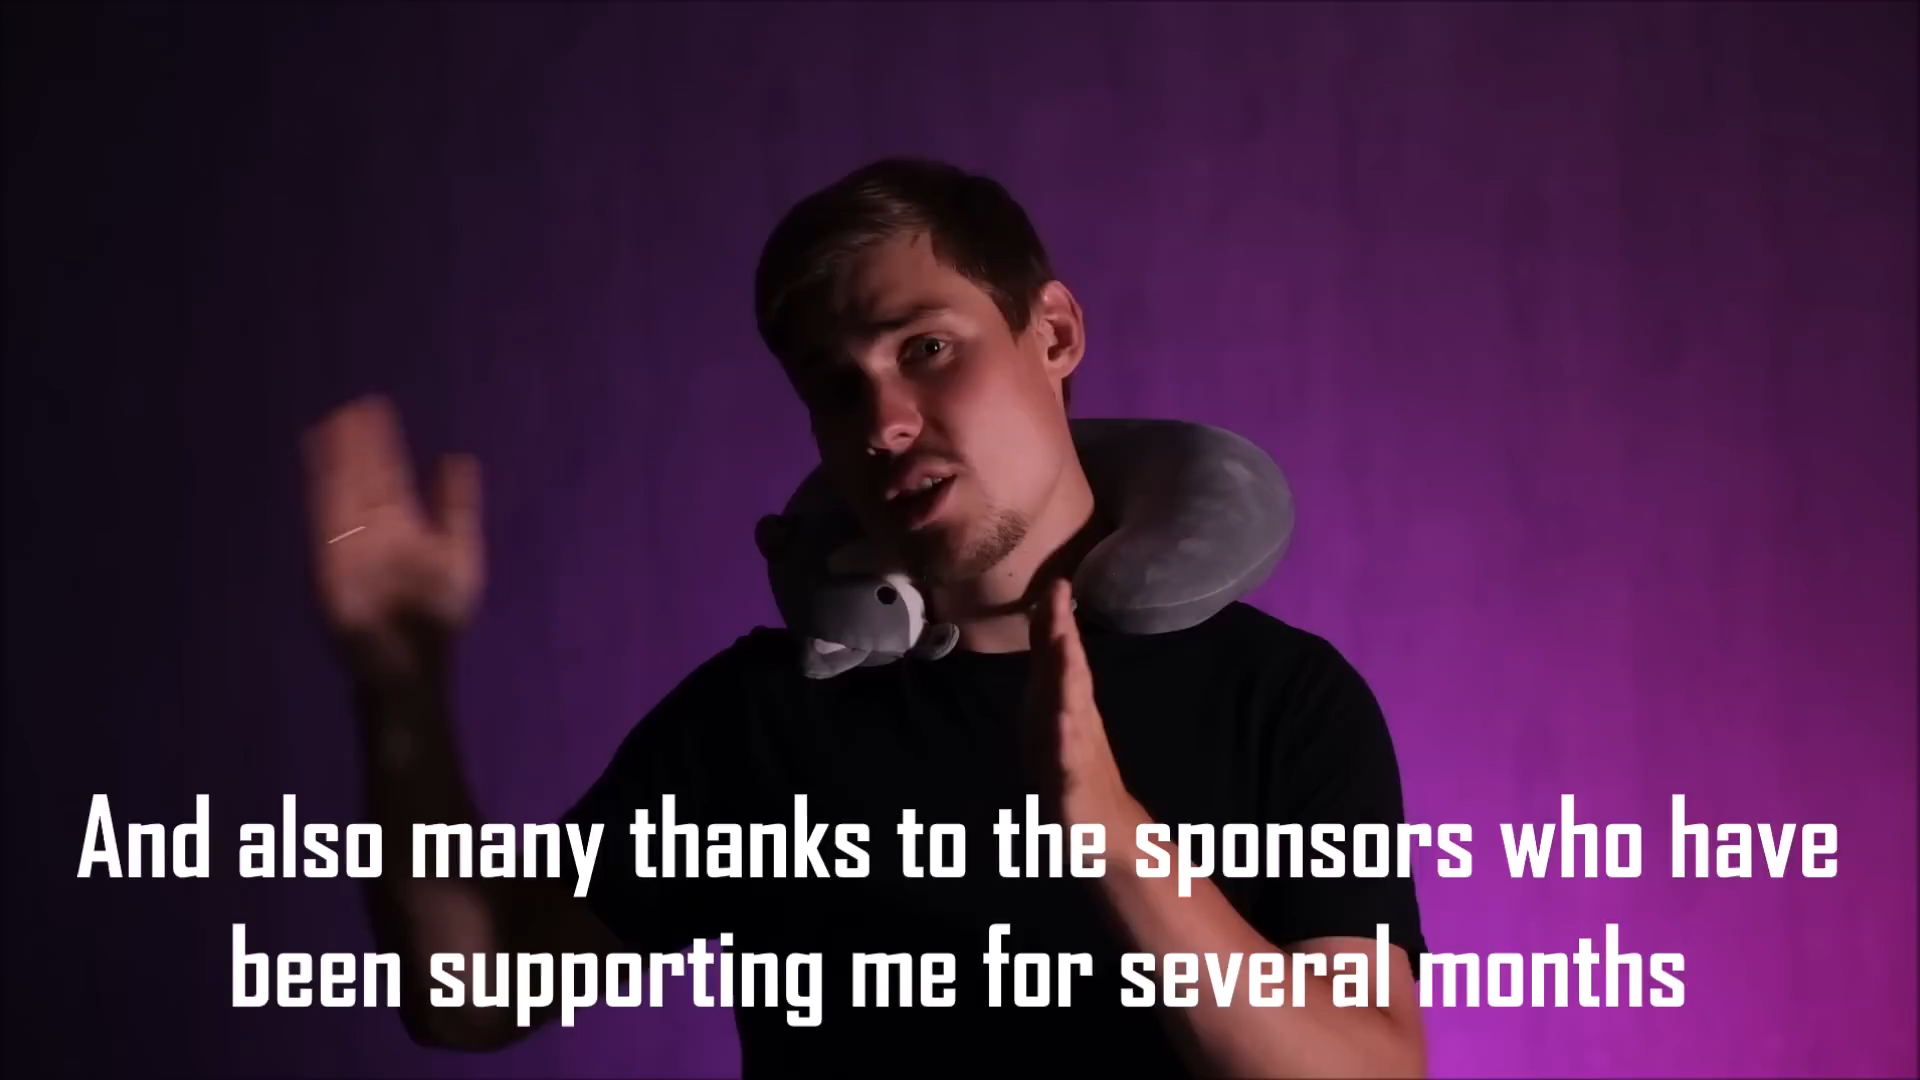 And also many thanks to the sponsors who have
been supporting me for several months